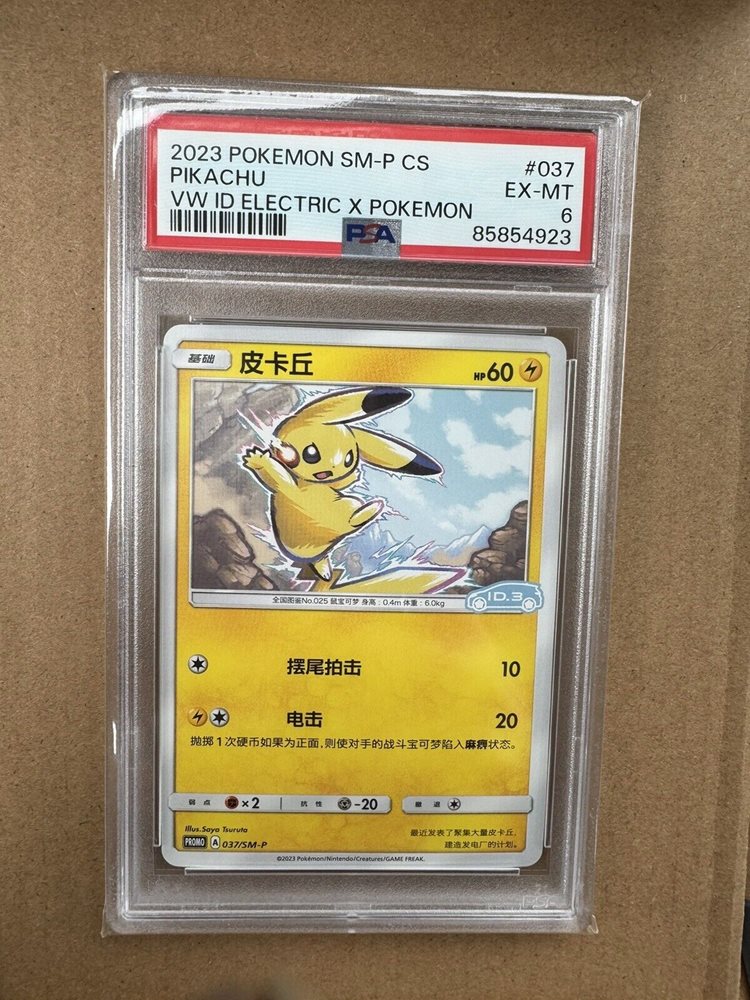 2023 POKEMON SM-P CS #037
PIKACHU EX-MT
VW ID ELECTRIC X POKEMON 6
PSA 85854923
基础 皮卡丘 HP60
ID.3
全国图鉴No.025 鼠宝可梦 身高：0.4m 体重：6.0kg
摆尾拍击 10
电击 20
抛掷1次硬币如果为正面，则使对手的战斗宝可梦陷入麻痹状态。
弱点 ×2 抗性 -20 撤退
Illus.Saya Tsuruta
最近发表了聚集大量皮卡丘，
建造发电厂的计划。
PROMO A 037/SM-P
©2023 Pokémon/Nintendo/Creatures/GAME FREAK.